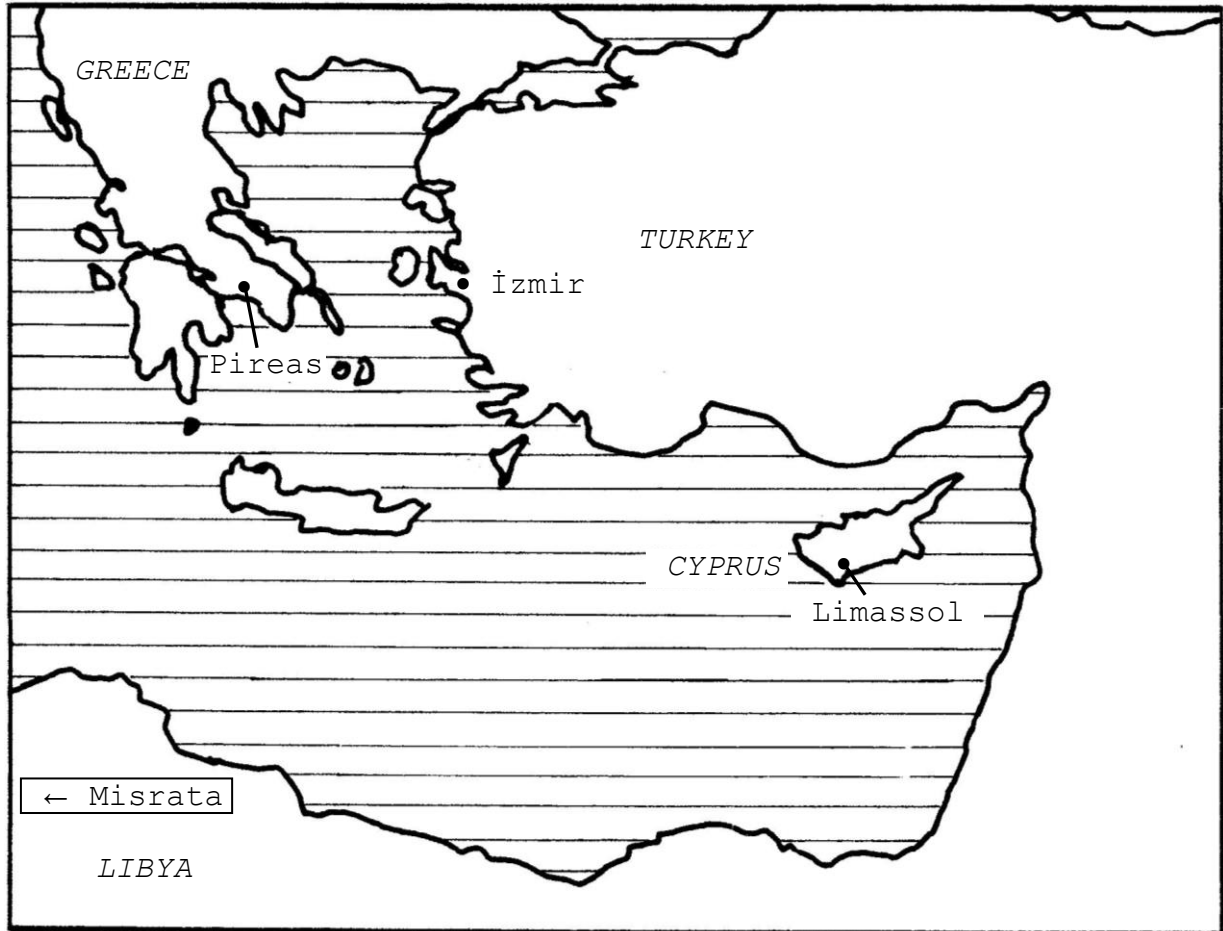 GREECE
TURKEY
İzmir
Pireas
CYPRUS
Limassol
← Misrata
LIBYA